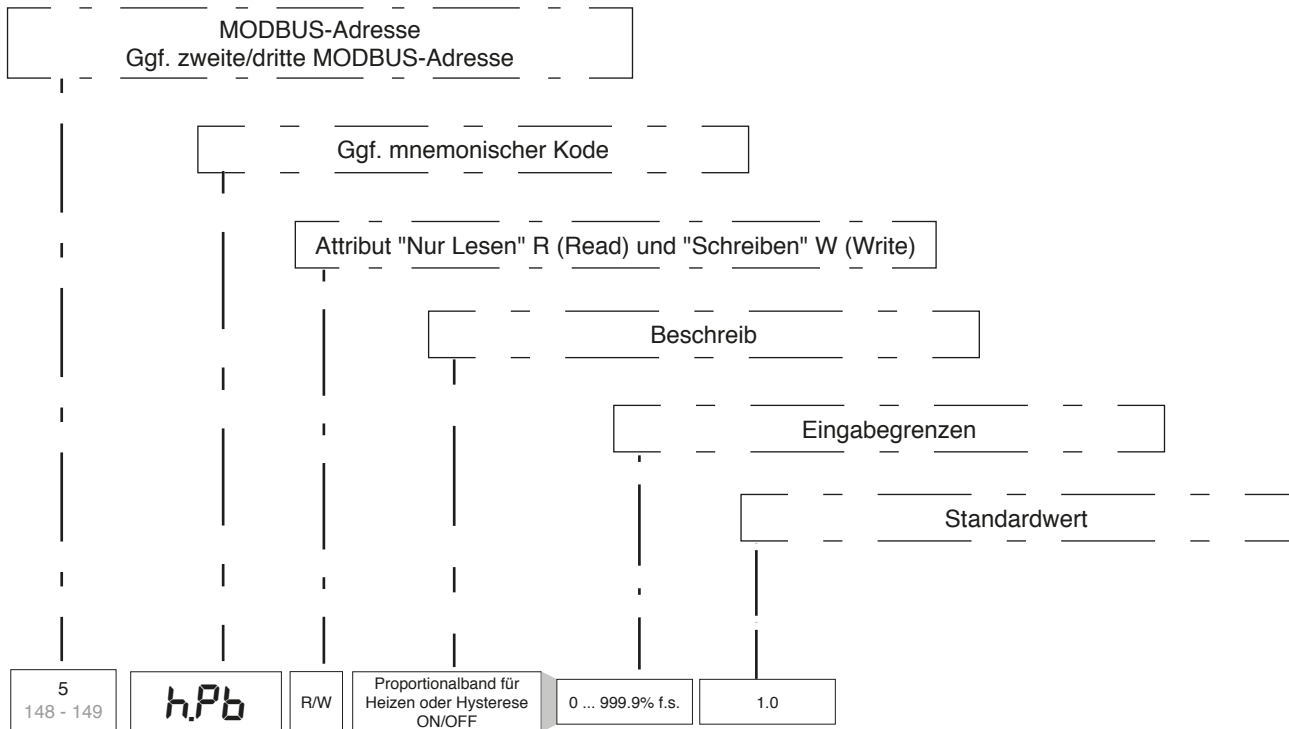 MODBUS-Adresse
Ggf. zweite/dritte MODBUS-Adresse
Ggf. mnemonischer Kode
Attribut "Nur Lesen" R (Read) und "Schreiben" W (Write)
Beschreib
Eingabegrenzen
Standardwert
5
148 - 149
h.Pb
R/W
Proportionalband für
Heizen oder Hysterese
ON/OFF
0 ... 999.9% f.s.
1.0